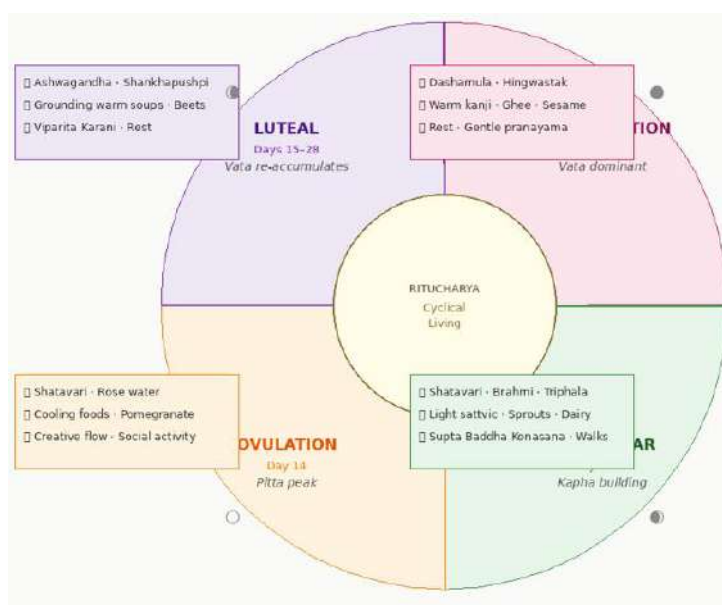 Ashwagandha · Shankhapushpi
Grounding warm soups · Beets
Viparita Karani · Rest
LUTEAL
Days 15–28
Vata re-accumulates
Dashamula · Hingwastak
Warm kanji · Ghee · Sesame
Rest · Gentle pranayama
TION
Vata dominant
RITUCHARYA
Cyclical
Living
Shatavari · Rose water
Cooling foods · Pomegranate
Creative flow · Social activity
OVULATION
Day 14
Pitta peak
Shatavari · Brahmi · Triphala
Light sattvic · Sprouts · Dairy
Supta Baddha Konasana · Walks
AR
Kapha building